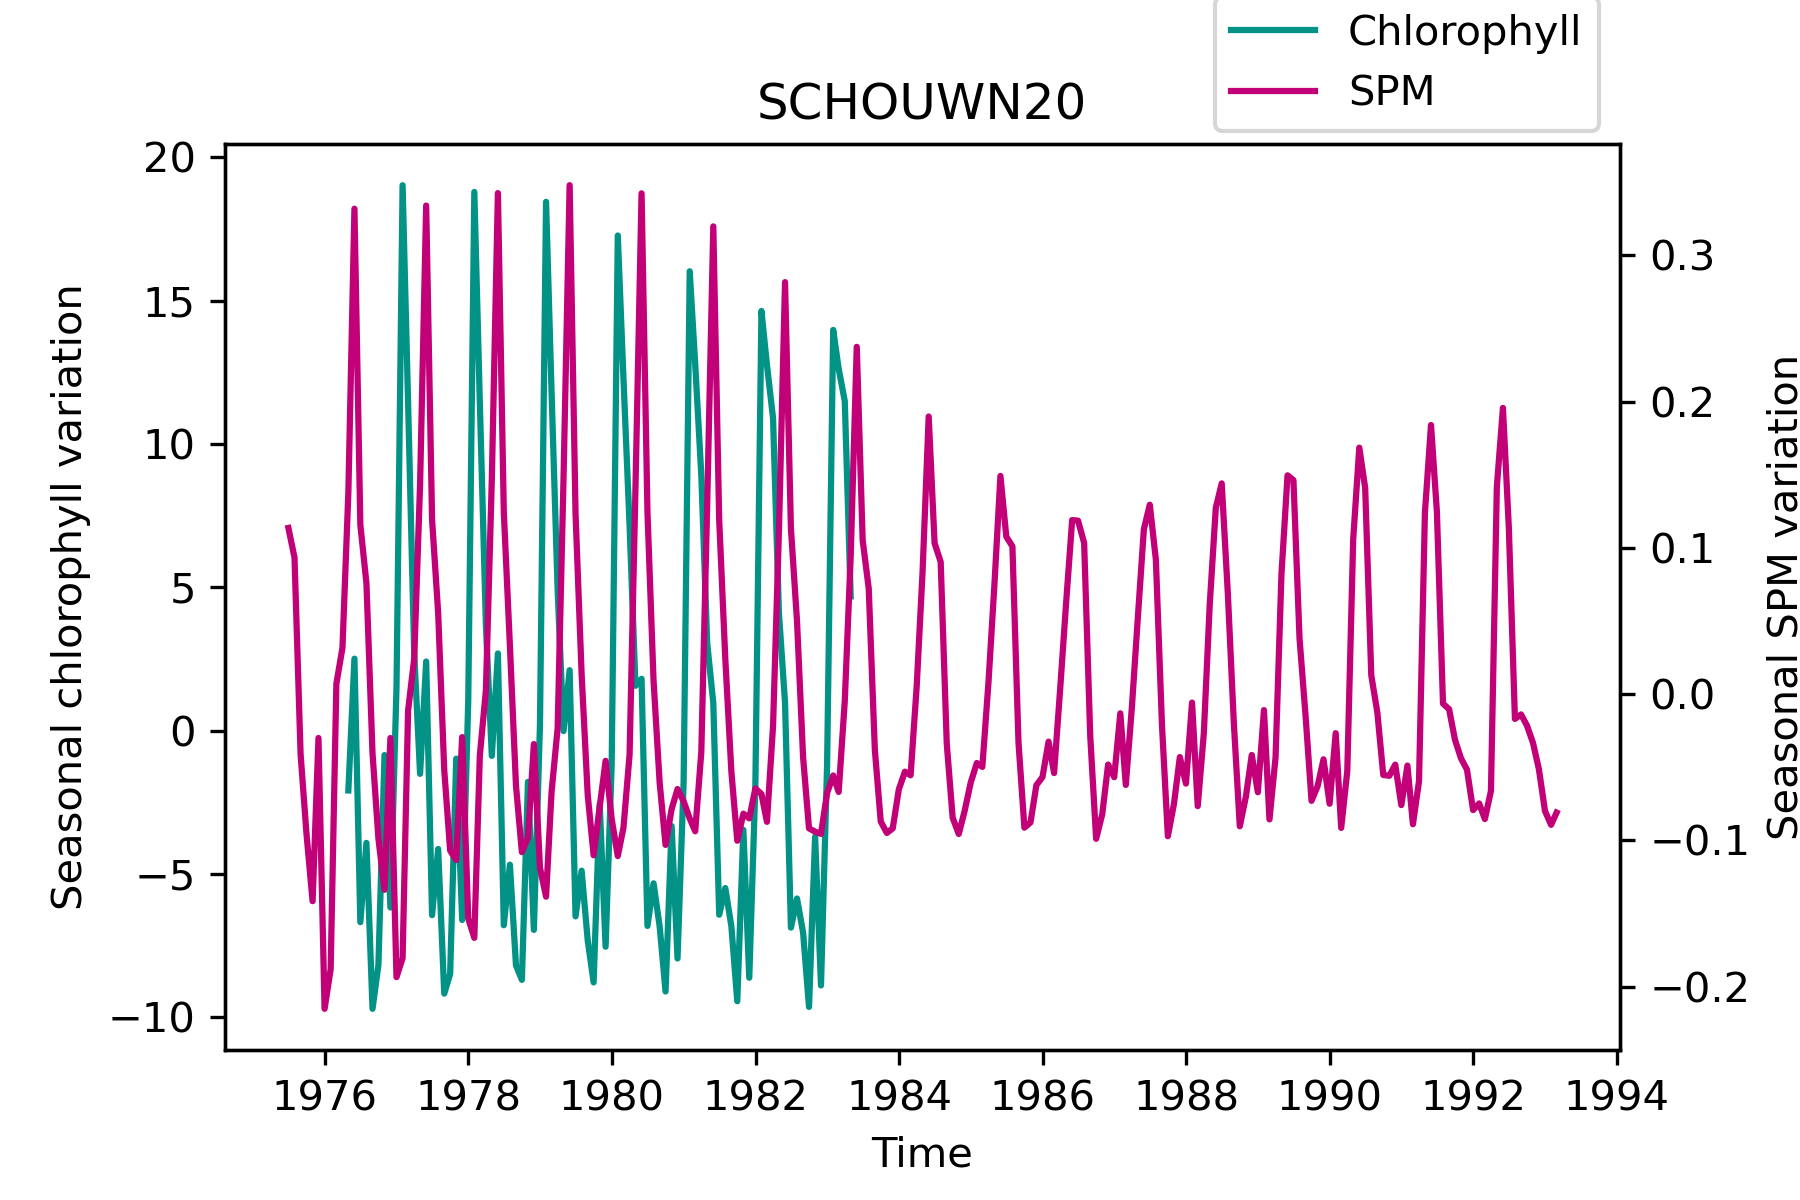 Chlorophyll
SPM
SCHOUWN20
Seasonal chlorophyll variation
20
15
10
5
0
−5
−10
0.3
0.2
0.1
0.0
−0.1
−0.2
Seasonal SPM variation
1976 1978 1980 1982 1984 1986 1988 1990 1992 1994
Time